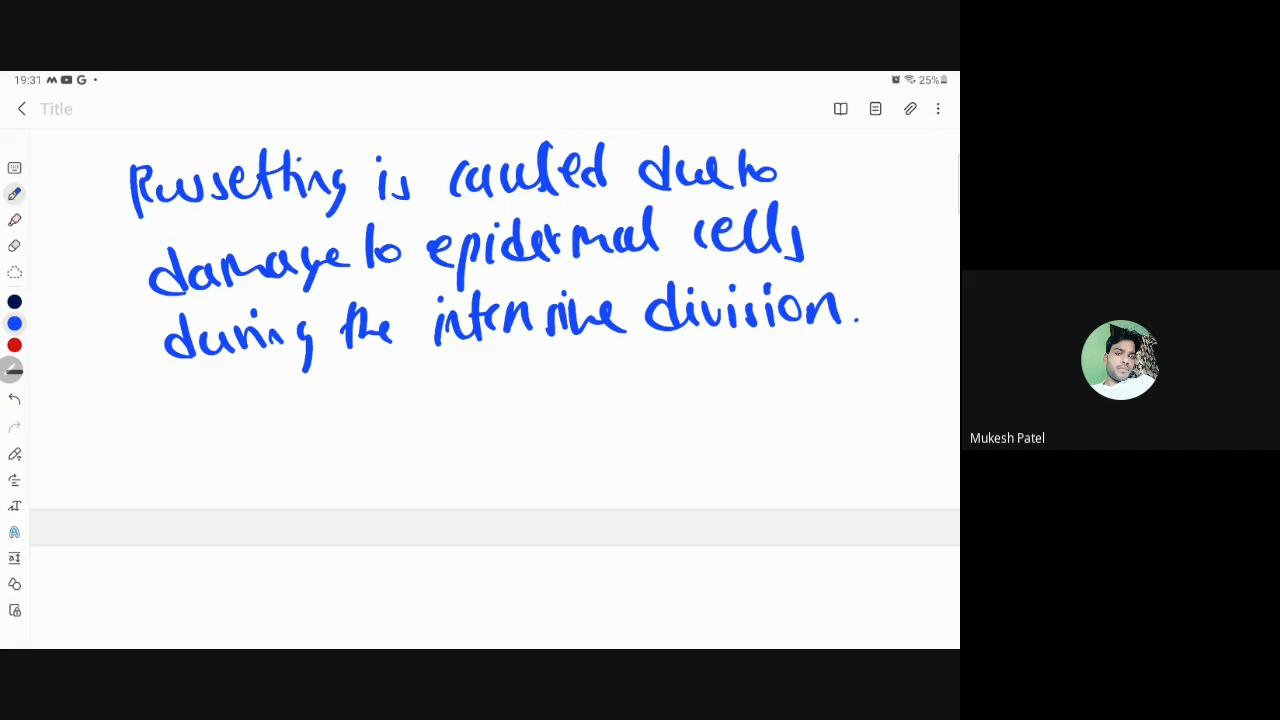 19:31 25%
Title
Russetting is caused due to
damage to epidermal cells
during the intensive division.
Mukesh Patel